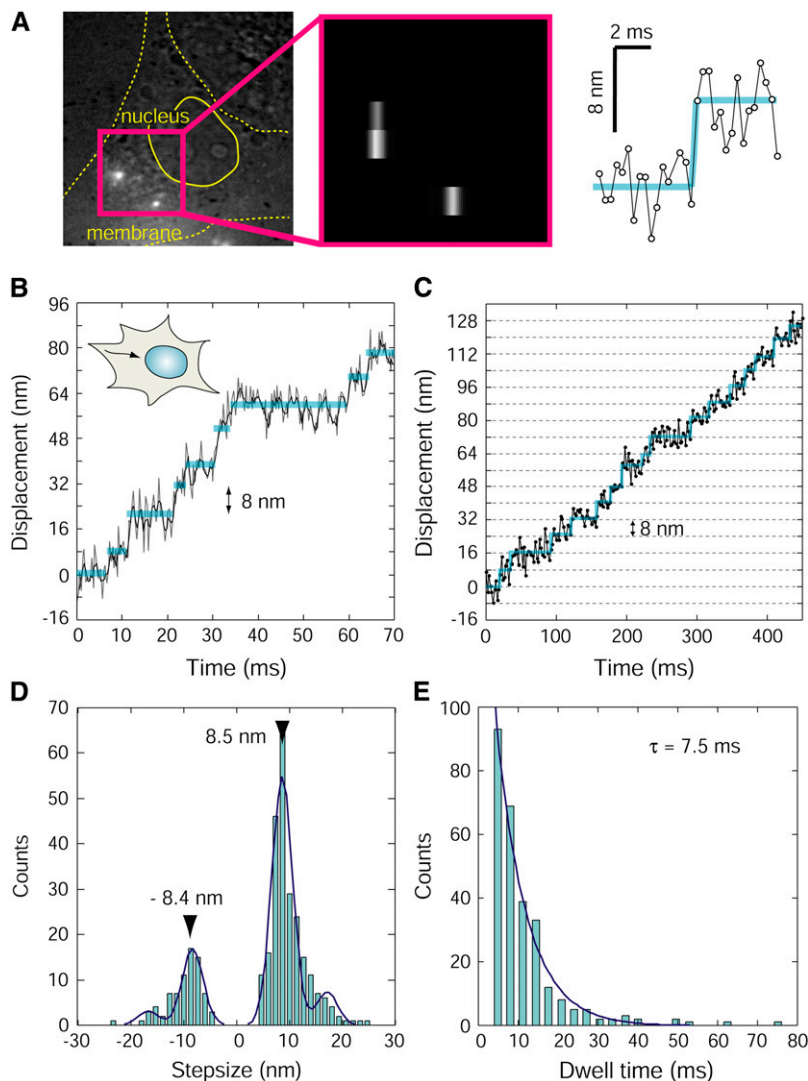 A
nucleus
membrane
2 ms
8 nm
B
96
80
64
48
32
16
0
-16
Displacement (nm)
8 nm
0 10 20 30 40 50 60 70
Time (ms)
C
128
112
96
80
64
48
32
16
0
-16
Displacement (nm)
8 nm
0 100 200 300 400
Time (ms)
D
70
60
50
40
30
20
10
0
Counts
8.5 nm
- 8.4 nm
-30 -20 -10 0 10 20 30
Stepsize (nm)
E
100
80
60
40
20
0
Counts
τ = 7.5 ms
0 10 20 30 40 50 60 70 80
Dwell time (ms)